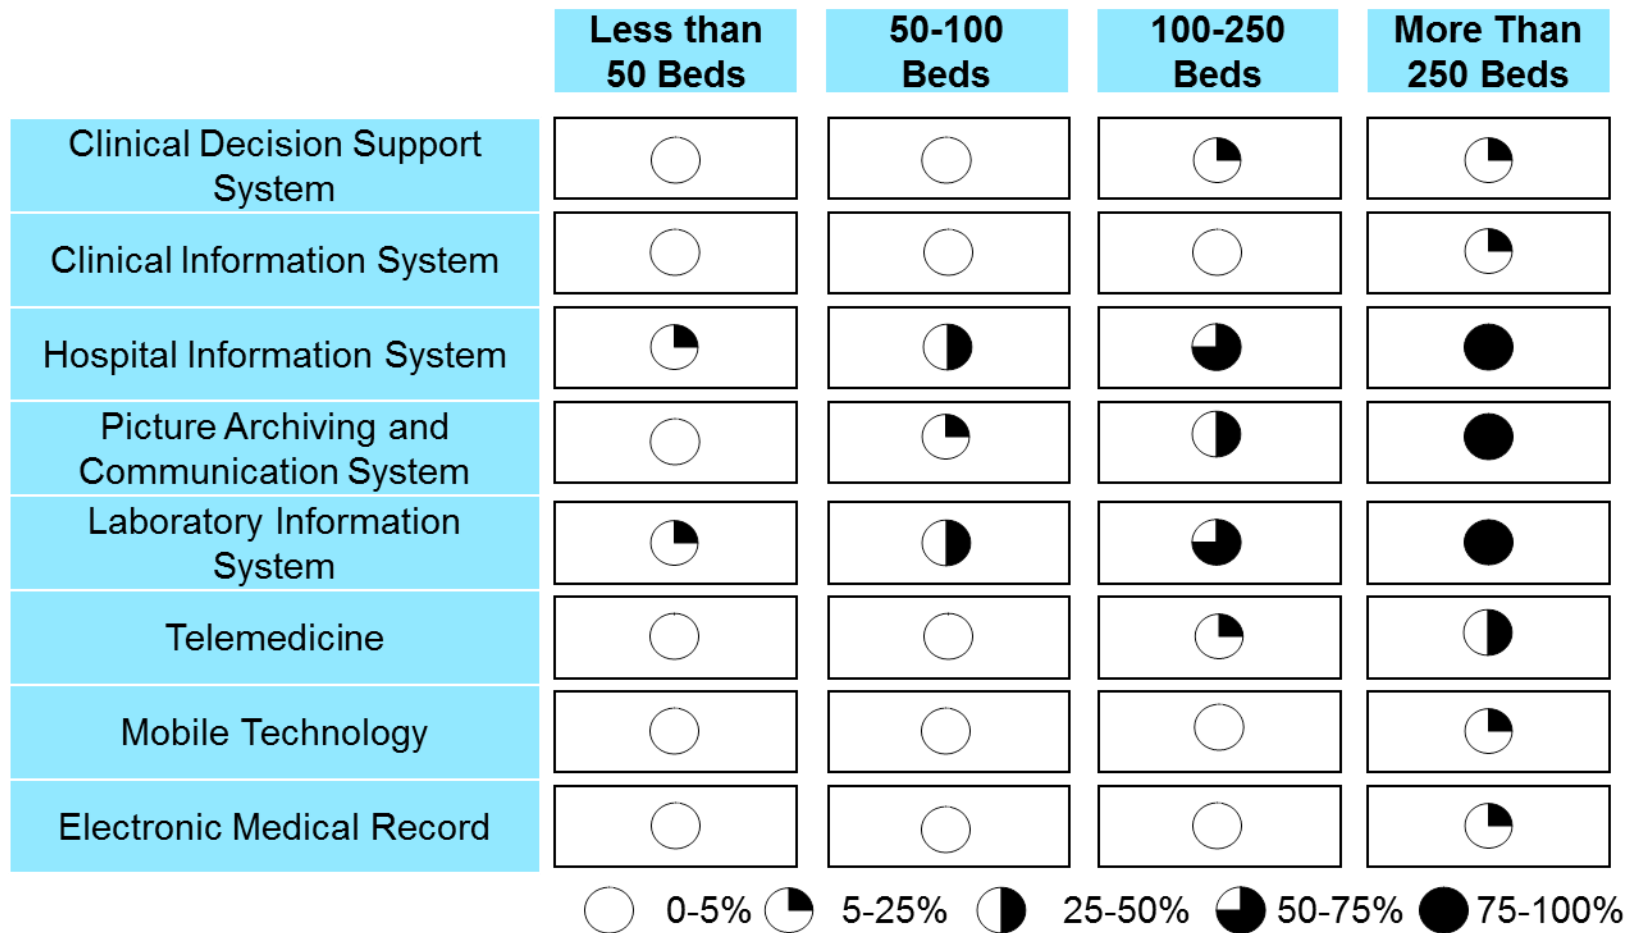 Less than
50 Beds
50-100
Beds
100-250
Beds
More Than
250 Beds
Clinical Decision Support
System
Clinical Information System
Hospital Information System
Picture Archiving and
Communication System
Laboratory Information
System
Telemedicine
Mobile Technology
Electronic Medical Record
0-5%
5-25%
25-50%
50-75%
75-100%